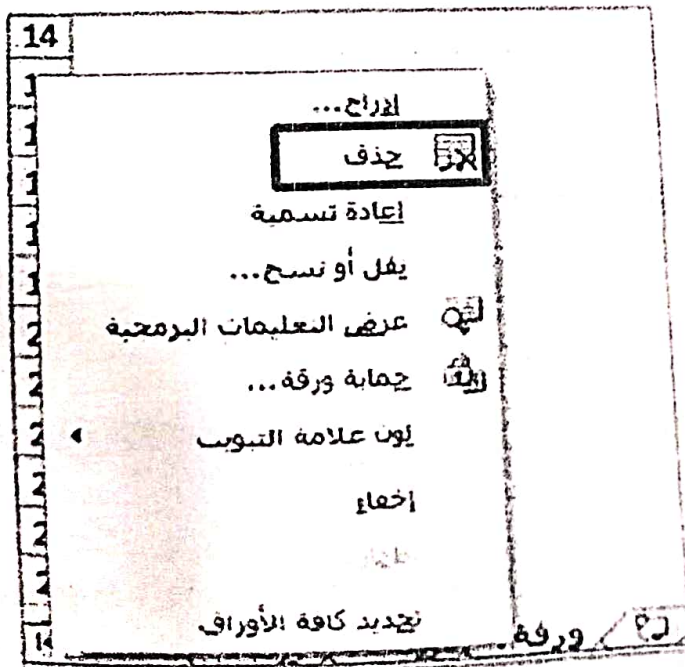 14
إدراج...
حذف
إعادة تسمية
نقل أو نسخ...
عرض التعليمات البرمجية
حماية ورقة...
لون علامة التبويب
إخفاء
تحديد كافة الأوراق
ورقة